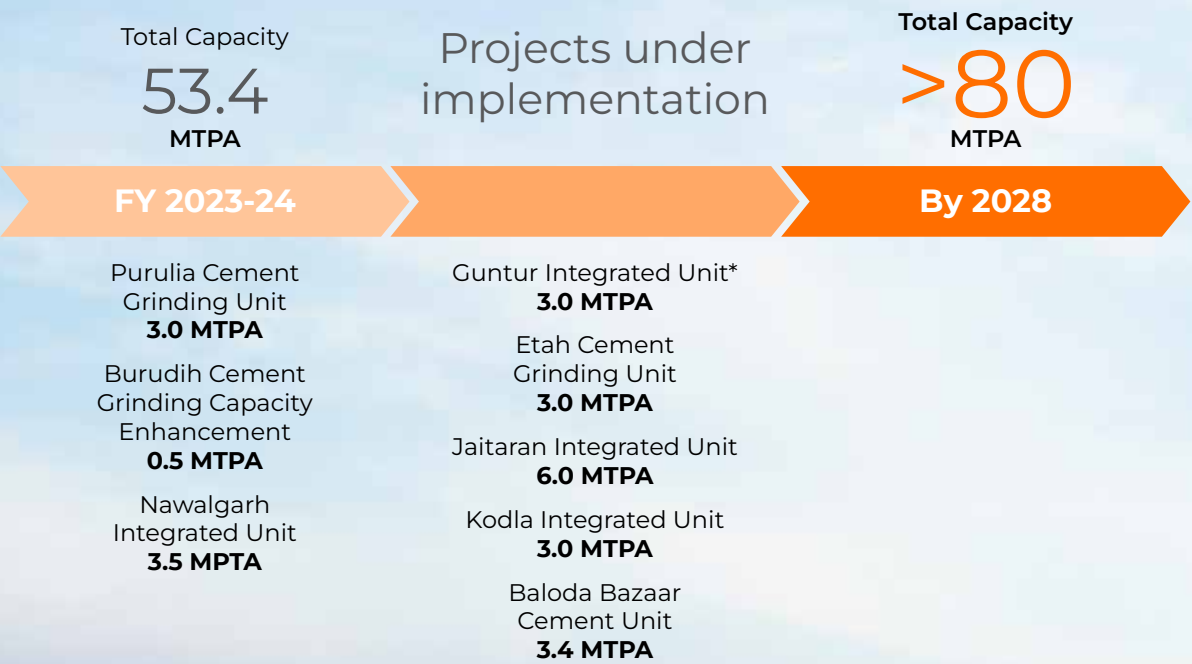 Total Capacity
53.4
MTPA
Projects under
implementation
Total Capacity
>80
MTPA
FY 2023-24
By 2028
Purulia Cement
Grinding Unit
3.0 MTPA
Burudih Cement
Grinding Capacity
Enhancement
0.5 MTPA
Nawalgarh
Integrated Unit
3.5 MPTA
Guntur Integrated Unit*
3.0 MTPA
Etah Cement
Grinding Unit
3.0 MTPA
Jaitaran Integrated Unit
6.0 MTPA
Kodla Integrated Unit
3.0 MTPA
Baloda Bazaar
Cement Unit
3.4 MTPA